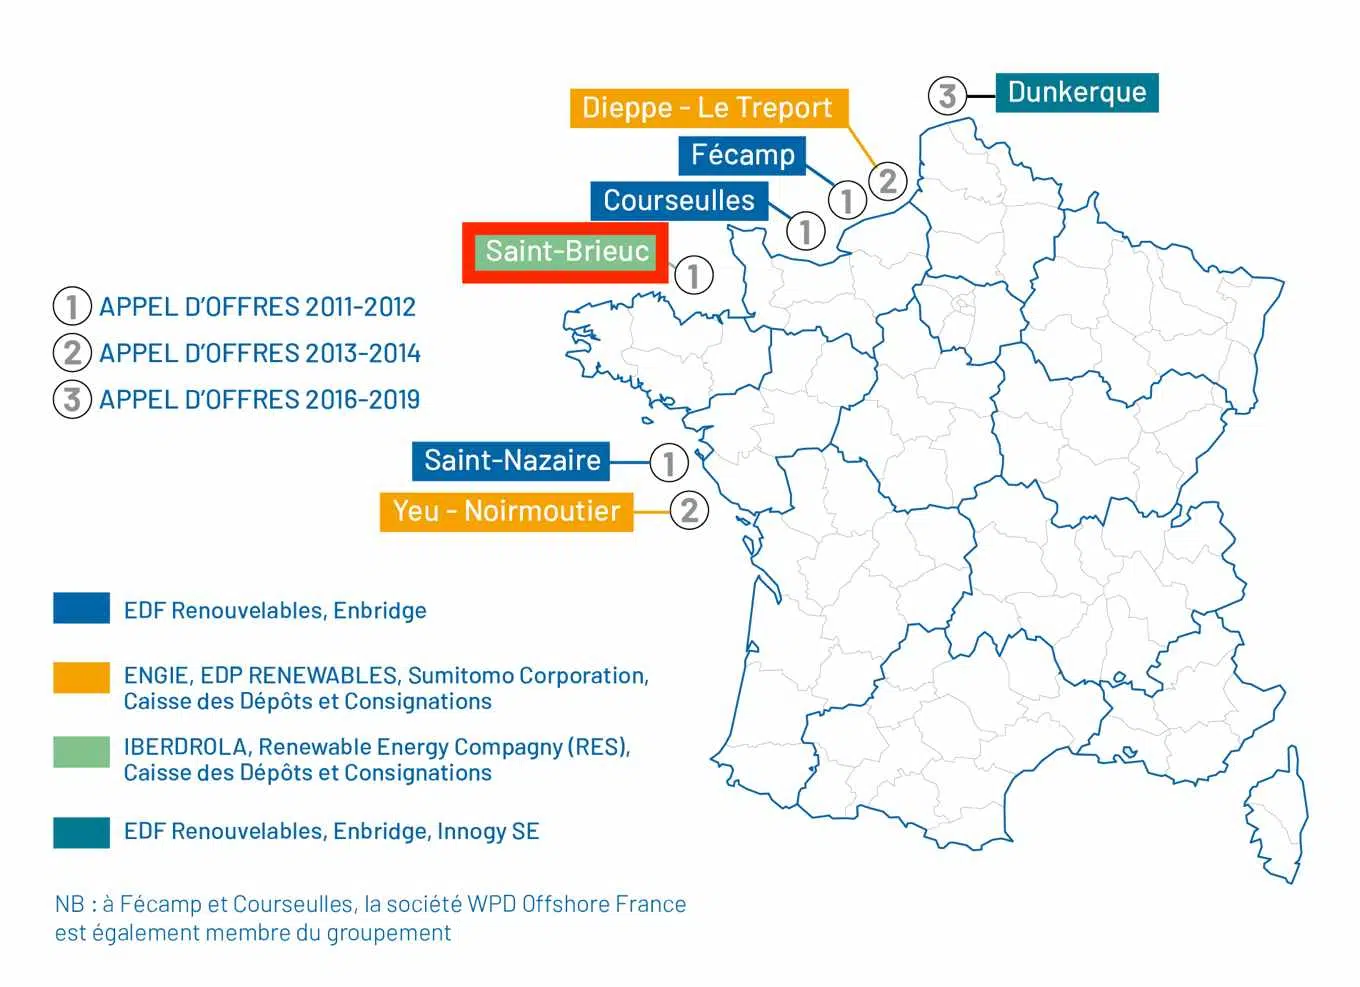 3
Dunkerque
Dieppe - Le Treport
2
Fécamp
1
Courseulles
1
Saint-Brieuc
1
1 APPEL D'OFFRES 2011-2012
2 APPEL D'OFFRES 2013-2014
3 APPEL D'OFFRES 2016-2019
Saint-Nazaire
1
Yeu - Noirmoutier
2
EDF Renouvelables, Enbridge
ENGIE, EDP RENEWABLES, Sumitomo Corporation,
Caisse des Dépôts et Consignations
IBERDROLA, Renewable Energy Compagny (RES),
Caisse des Dépôts et Consignations
EDF Renouvelables, Enbridge, Innogy SE
NB : à Fécamp et Courseulles, la société WPD Offshore France
est également membre du groupement